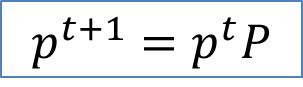 p^{t+1} = p^t P